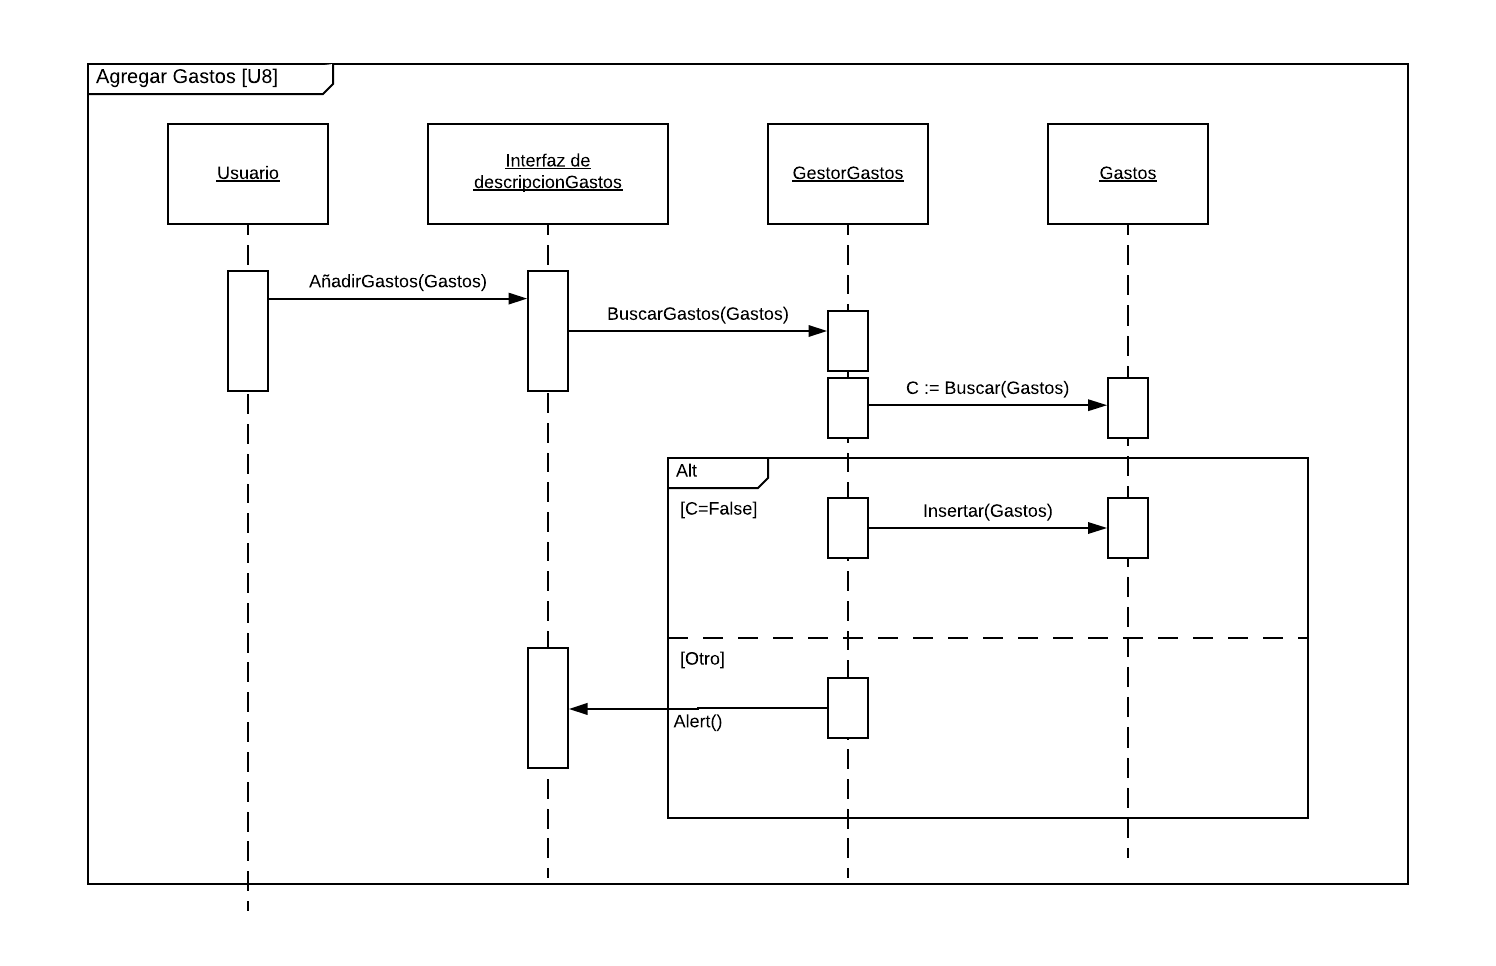 Agregar Gastos [U8]
Usuario
Interfaz de
descripcionGastos
GestorGastos
Gastos
AñadirGastos(Gastos)
BuscarGastos(Gastos)
C := Buscar(Gastos)
Alt
[C=False]
Insertar(Gastos)
[Otro]
Alert()